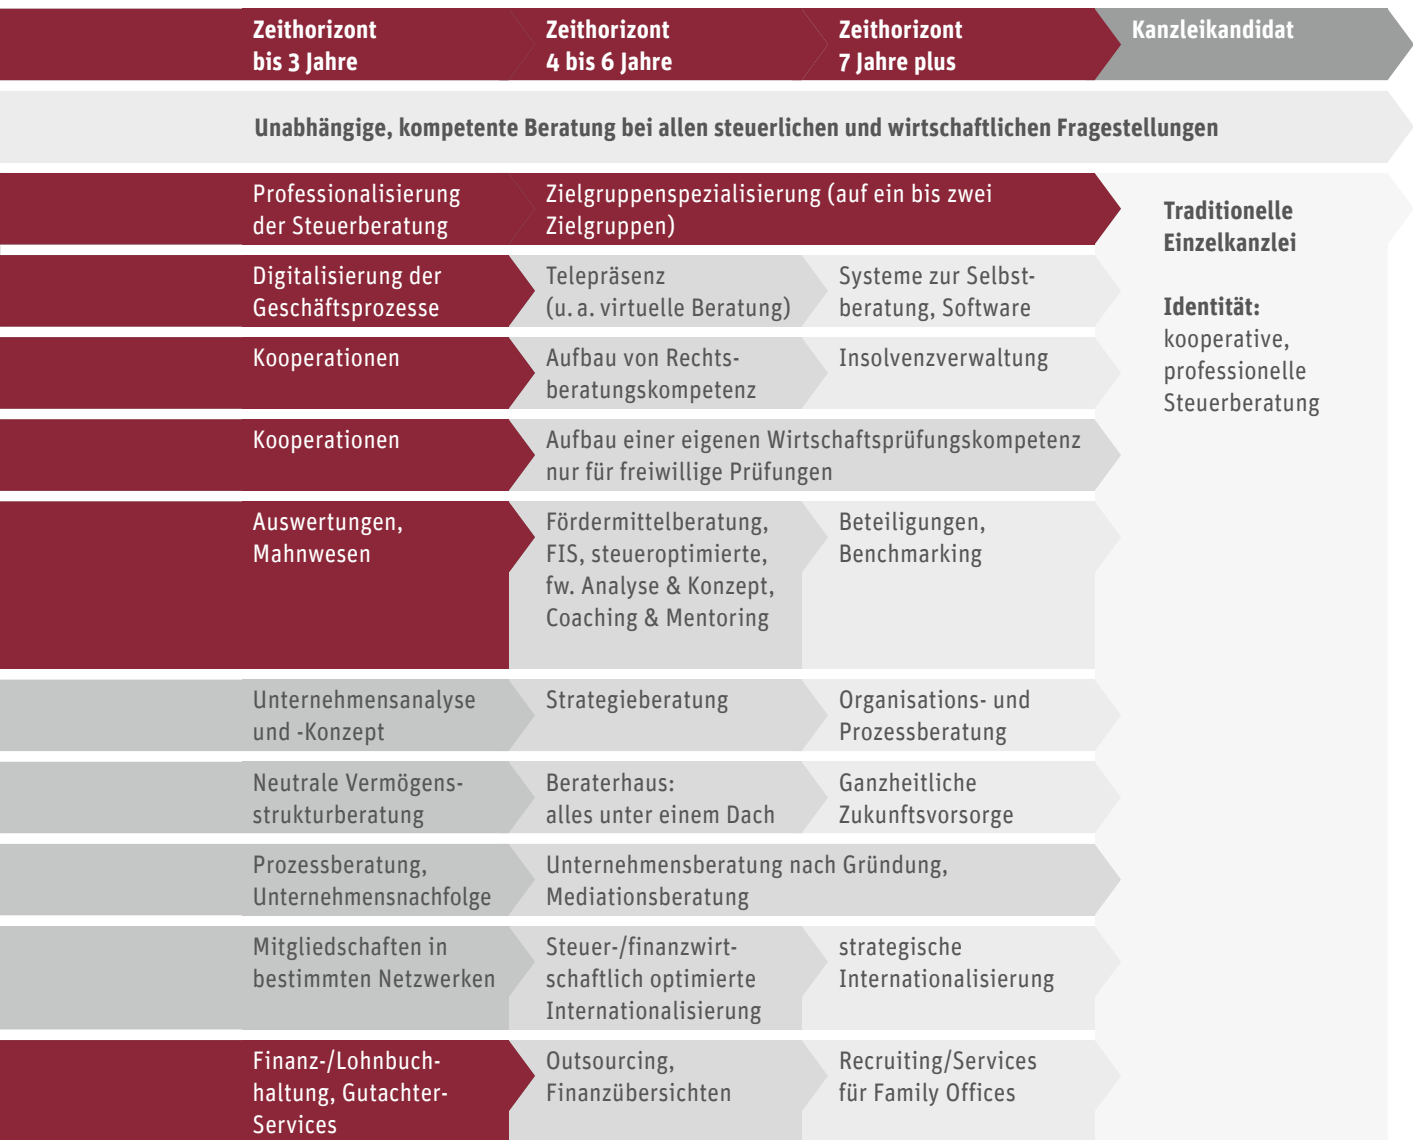 Zeithorizont
bis 3 Jahre
Zeithorizont
4 bis 6 Jahre
Zeithorizont
7 Jahre plus
Kanzleikandidat
Unabhängige, kompetente Beratung bei allen steuerlichen und wirtschaftlichen Fragestellungen
Professionalisierung
der Steuerberatung
Zielgruppenspezialisierung (auf ein bis zwei
Zielgruppen)
Traditionelle
Einzelkanzlei
Identität:
kooperative,
professionelle
Steuerberatung
Digitalisierung der
Geschäftsprozesse
Telepräsenz
(u. a. virtuelle Beratung)
Systeme zur Selbst-
beratung, Software
Kooperationen
Aufbau von Rechts-
beratungskompetenz
Insolvenzverwaltung
Kooperationen
Aufbau einer eigenen Wirtschaftsprüfungskompetenz
nur für freiwillige Prüfungen
Auswertungen,
Mahnwesen
Fördermittelberatung,
FIS, steueroptimierte,
fw. Analyse & Konzept,
Coaching & Mentoring
Beteiligungen,
Benchmarking
Unternehmensanalyse
und -Konzept
Strategieberatung
Organisations- und
Prozessberatung
Neutrale Vermögens-
strukturberatung
Beraterhaus:
alles unter einem Dach
Ganzheitliche
Zukunftsvorsorge
Prozessberatung,
Unternehmensnachfolge
Unternehmensberatung nach Gründung,
Mediationsberatung
Mitgliedschaften in
bestimmten Netzwerken
Steuer-/finanzwirt-
schaftlich optimierte
Internationalisierung
strategische
Internationalisierung
Finanz-/Lohnbuch-
haltung, Gutachter-
Services
Outsourcing,
Finanzübersichten
Recruiting/Services
für Family Offices